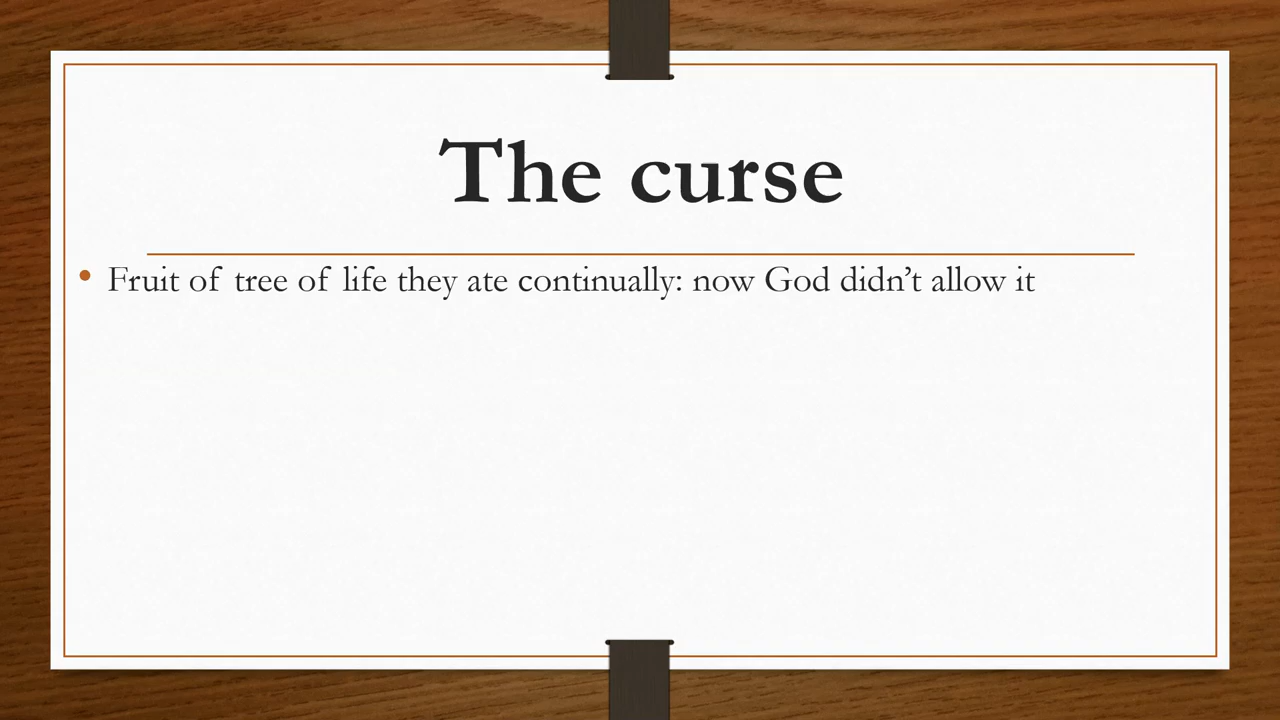 The curse
• Fruit of tree of life they ate continually: now God didn’t allow it